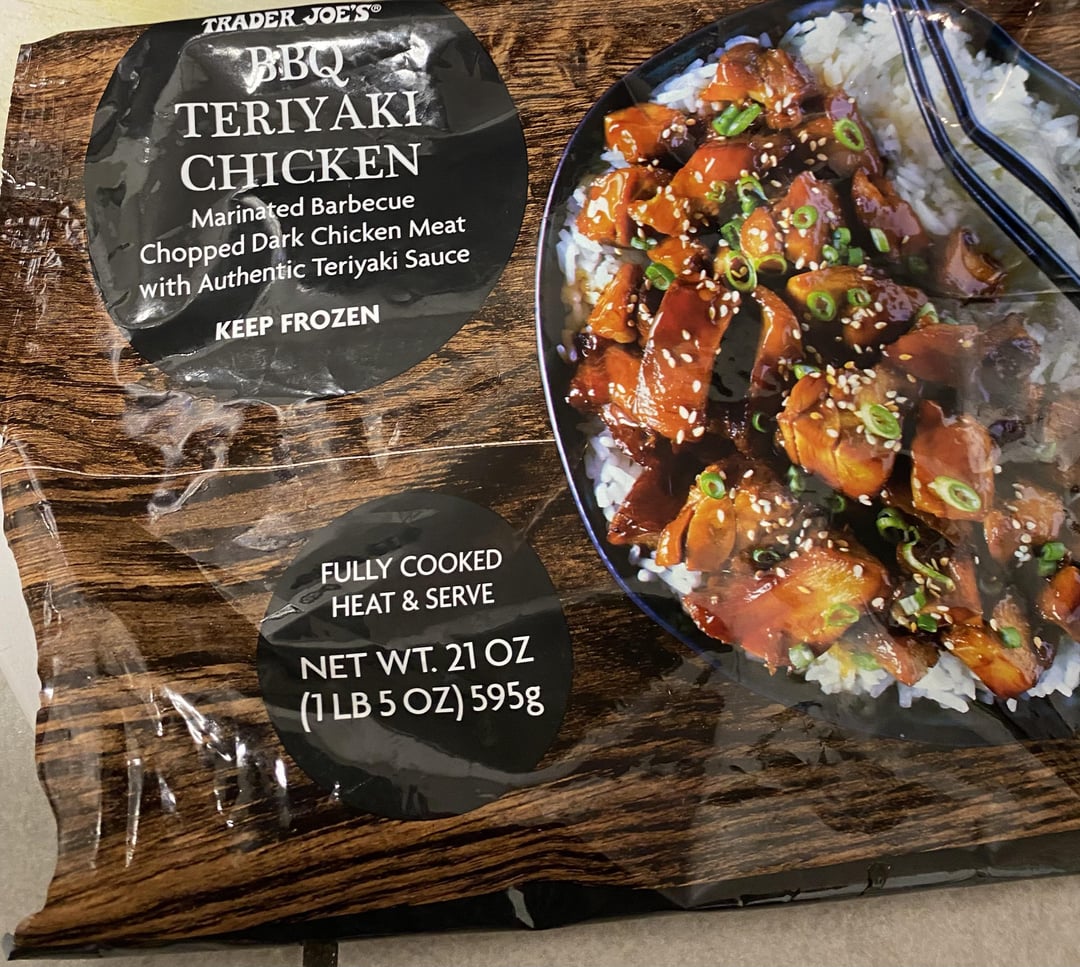 TRADER JOE'S®
BBQ
TERIYAKI
CHICKEN
Marinated Barbecue
Chopped Dark Chicken Meat
with Authentic Teriyaki Sauce
KEEP FROZEN
FULLY COOKED
HEAT & SERVE
NET WT. 21 OZ
(1 LB 5 OZ) 595g